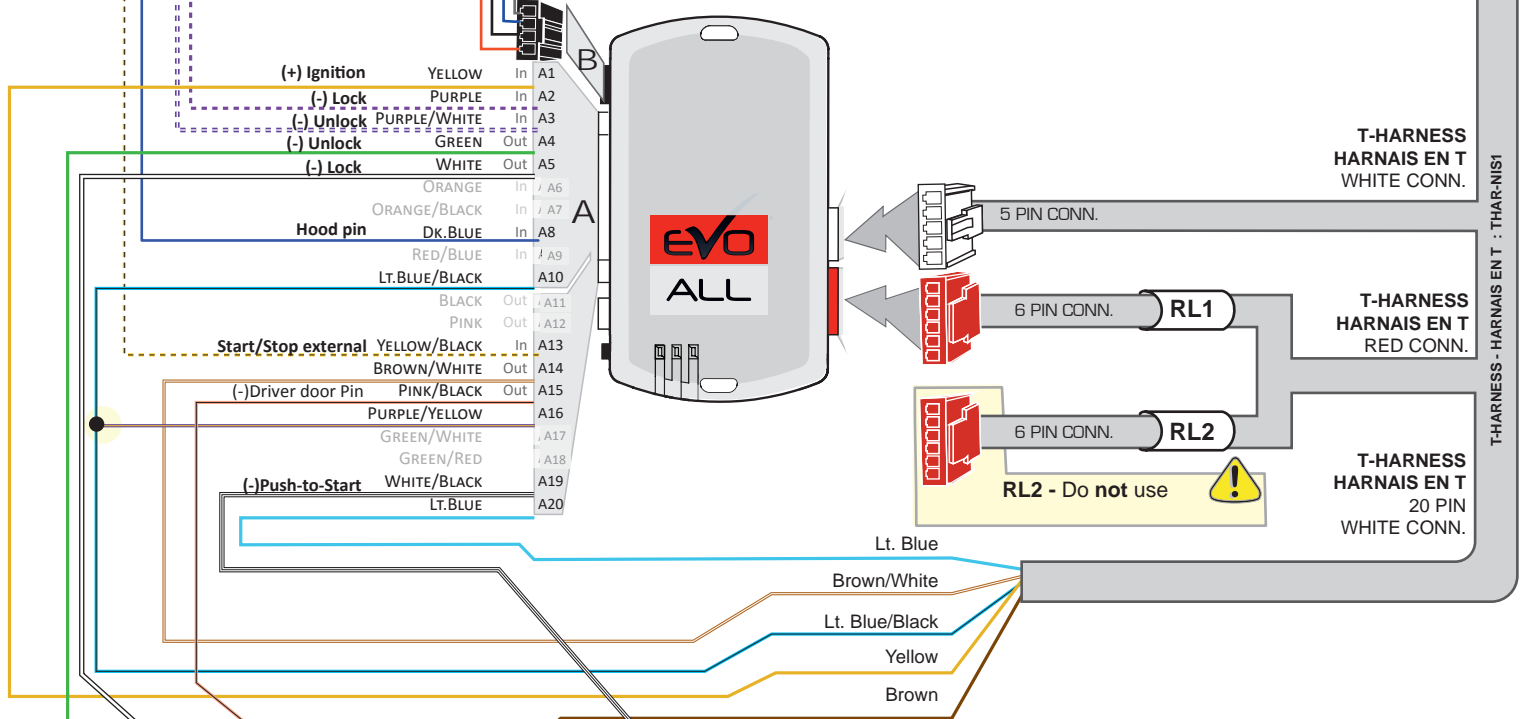 B
(+) Ignition YELLOW In A1
(-) Lock PURPLE In A2
(-) Unlock PURPLE/WHITE In A3
(-) Unlock GREEN Out A4
(-) Lock WHITE Out A5
ORANGE In A6
ORANGE/BLACK In A7
A
Hood pin DK.BLUE In A8
RED/BLUE In A9
LT.BLUE/BLACK A10
BLACK Out A11
PINK Out A12
Start/Stop external YELLOW/BLACK In A13
BROWN/WHITE Out A14
(-)Driver door Pin PINK/BLACK Out A15
PURPLE/YELLOW A16
GREEN/WHITE A17
GREEN/RED A18
(-)Push-to-Start WHITE/BLACK A19
LT.BLUE A20
EVO
ALL
T-HARNESS
HARNAIS EN T
WHITE CONN.
5 PIN CONN.
6 PIN CONN. RL1
T-HARNESS
HARNAIS EN T
RED CONN.
6 PIN CONN. RL2
RL2 - Do not use
!
T-HARNESS
HARNAIS EN T
20 PIN
WHITE CONN.
T-HARNESS - HARNAIS EN T : THAR-NIS1
Lt. Blue
Brown/White
Lt. Blue/Black
Yellow
Brown